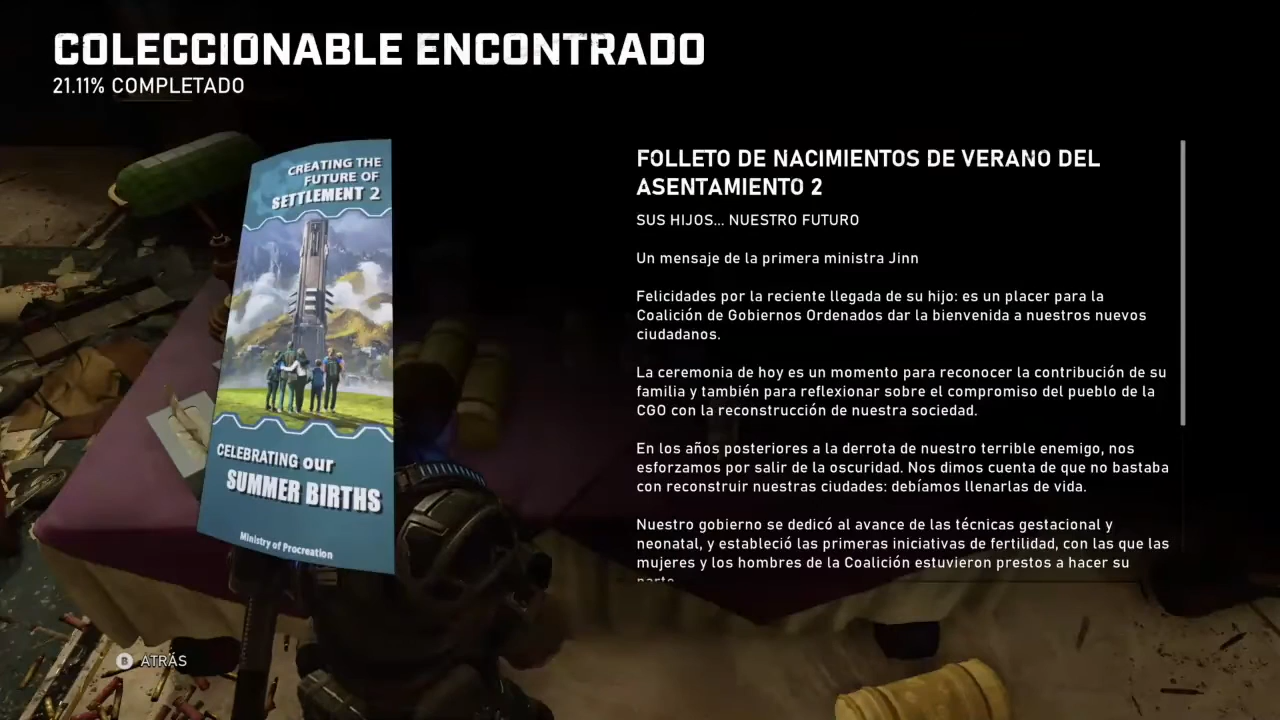 COLECCIONABLE ENCONTRADO
21.11% COMPLETADO
CREATING THE
FUTURE OF
SETTLEMENT 2
CELEBRATING our
SUMMER BIRTHS
Ministry of Procreation
FOLLETO DE NACIMIENTOS DE VERANO DEL
ASENTAMIENTO 2
SUS HIJOS... NUESTRO FUTURO
Un mensaje de la primera ministra Jinn
Felicidades por la reciente llegada de su hijo: es un placer para la
Coalición de Gobiernos Ordenados dar la bienvenida a nuestros nuevos
ciudadanos.
La ceremonia de hoy es un momento para reconocer la contribución de su
familia y también para reflexionar sobre el compromiso del pueblo de la
CGO con la reconstrucción de nuestra sociedad.
En los años posteriores a la derrota de nuestro terrible enemigo, nos
esforzamos por salir de la oscuridad. Nos dimos cuenta de que no bastaba
con reconstruir nuestras ciudades: debíamos llenarlas de vida.
Nuestro gobierno se dedicó al avance de las técnicas gestacional y
neonatal, y estableció las primeras iniciativas de fertilidad, con las que las
mujeres y los hombres de la Coalición estuvieron prestos a hacer su
parte.
B ATRÁS